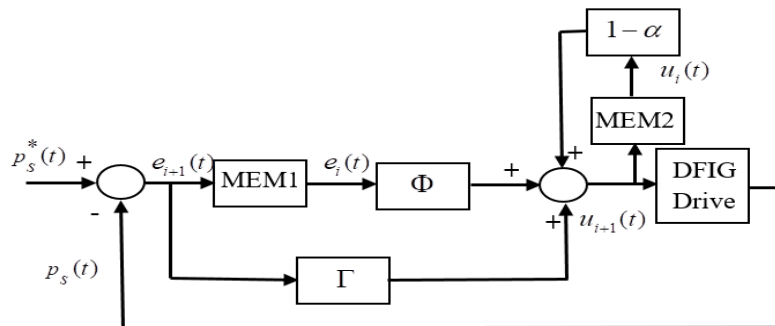 1 − α
u_i(t)
MEM2
p_s^*(t)
+
-
e_{i+1}(t)
MEM1
e_i(t)
Φ
+
+
+
DFIG
Drive
u_{i+1}(t)
p_s(t)
Γ